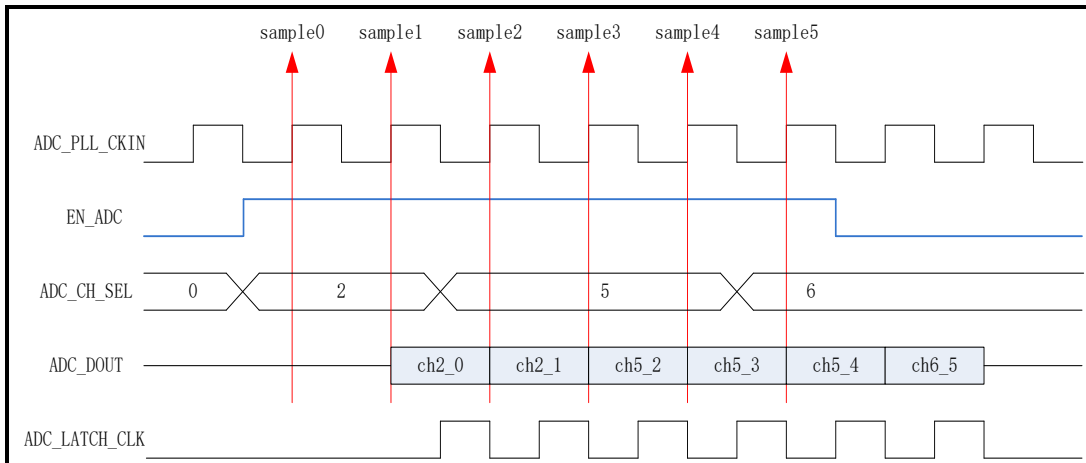 sample0 sample1 sample2 sample3 sample4 sample5
ADC_PLL_CKIN
EN_ADC
ADC_CH_SEL 0 2 5 6
ADC_DOUT ch2_0 ch2_1 ch5_2 ch5_3 ch5_4 ch6_5
ADC_LATCH_CLK